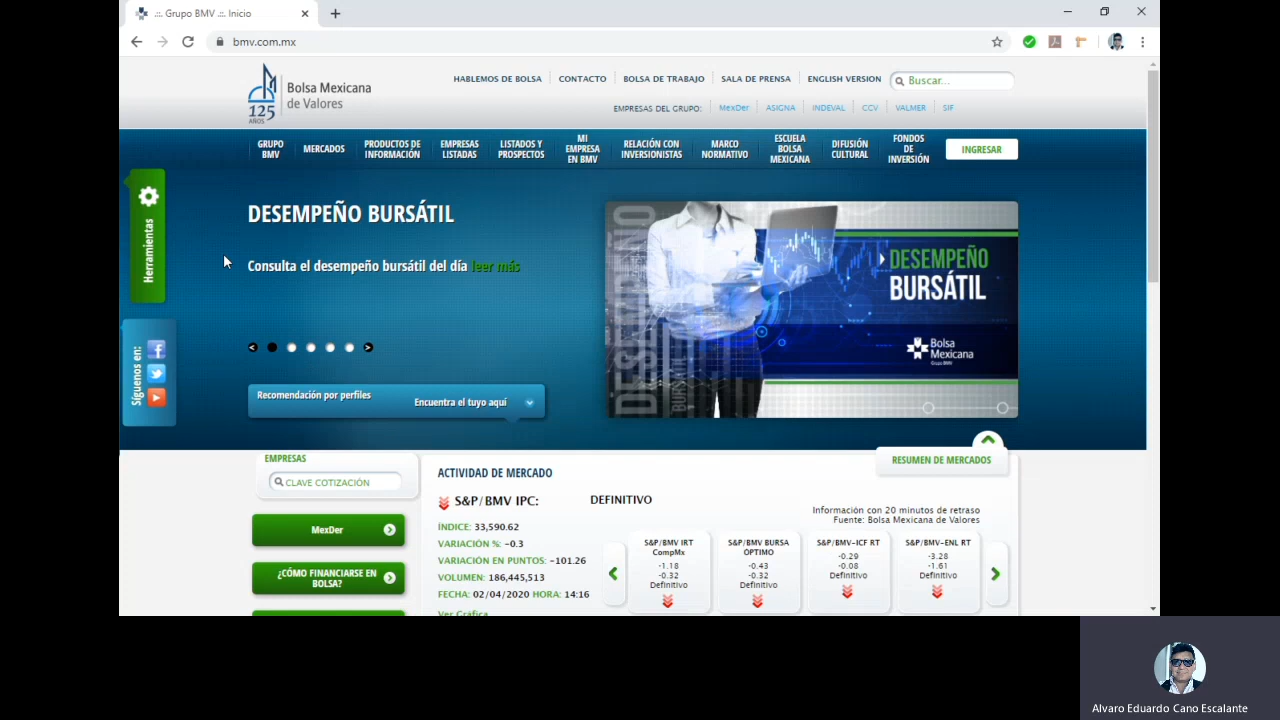 .::. Grupo BMV .::. Inicio
bmv.com.mx
125
AÑOS
Bolsa Mexicana
de Valores
HABLEMOS DE BOLSA
CONTACTO
BOLSA DE TRABAJO
SALA DE PRENSA
ENGLISH VERSION
Buscar...
EMPRESAS DEL GRUPO:
MexDer
ASIGNA
INDEVAL
CCV
VALMER
SIF
GRUPO
BMV
MERCADOS
PRODUCTOS DE
INFORMACIÓN
EMPRESAS
LISTADAS
LISTADOS Y
PROSPECTOS
MI
EMPRESA
EN BMV
RELACIÓN CON
INVERSIONISTAS
MARCO
NORMATIVO
ESCUELA
BOLSA
MEXICANA
DIFUSIÓN
CULTURAL
FONDOS
DE
INVERSIÓN
INGRESAR
Herramientas
Síguenos en:
DESEMPEÑO BURSÁTIL
Consulta el desempeño bursátil del día leer más
Recomendación por perfiles
Encuentra el tuyo aquí
DESEMPEÑO
BURSÁTIL
DESEMPEÑO
BURSÁTIL
Bolsa
Mexicana
Grupo BMV
EMPRESAS
CLAVE COTIZACIÓN
MexDer
¿CÓMO FINANCIARSE EN
BOLSA?
ACTIVIDAD DE MERCADO
RESUMEN DE MERCADOS
S&P/BMV IPC:
DEFINITIVO
Información con 20 minutos de retraso
Fuente: Bolsa Mexicana de Valores
ÍNDICE: 33,590.62
VARIACIÓN %: -0.3
VARIACIÓN EN PUNTOS: -101.26
VOLUMEN: 186,445,513
FECHA: 02/04/2020 HORA: 14:16
Ver Gráfica
S&P/BMV IRT
CompMx
-1.18
-0.32
Definitivo
S&P/BMV BURSA
OPTIMO
-0.43
-0.32
Definitivo
S&P/BMV-ICF RT
-0.29
-0.08
Definitivo
S&P/BMV-ENL RT
-3.28
-1.61
Definitivo
Alvaro Eduardo Cano Escalante